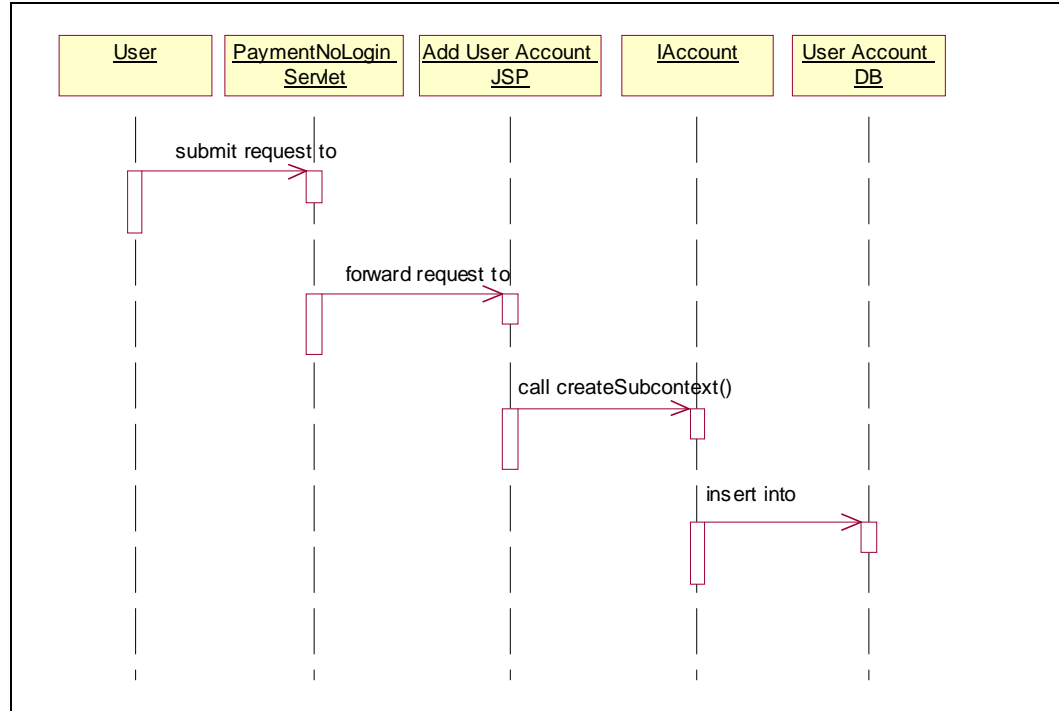 User
PaymentNoLogin
Servlet
Add User Account
JSP
IAccount
User Account
DB
submit request to
forward request to
call createSubcontext()
insert into